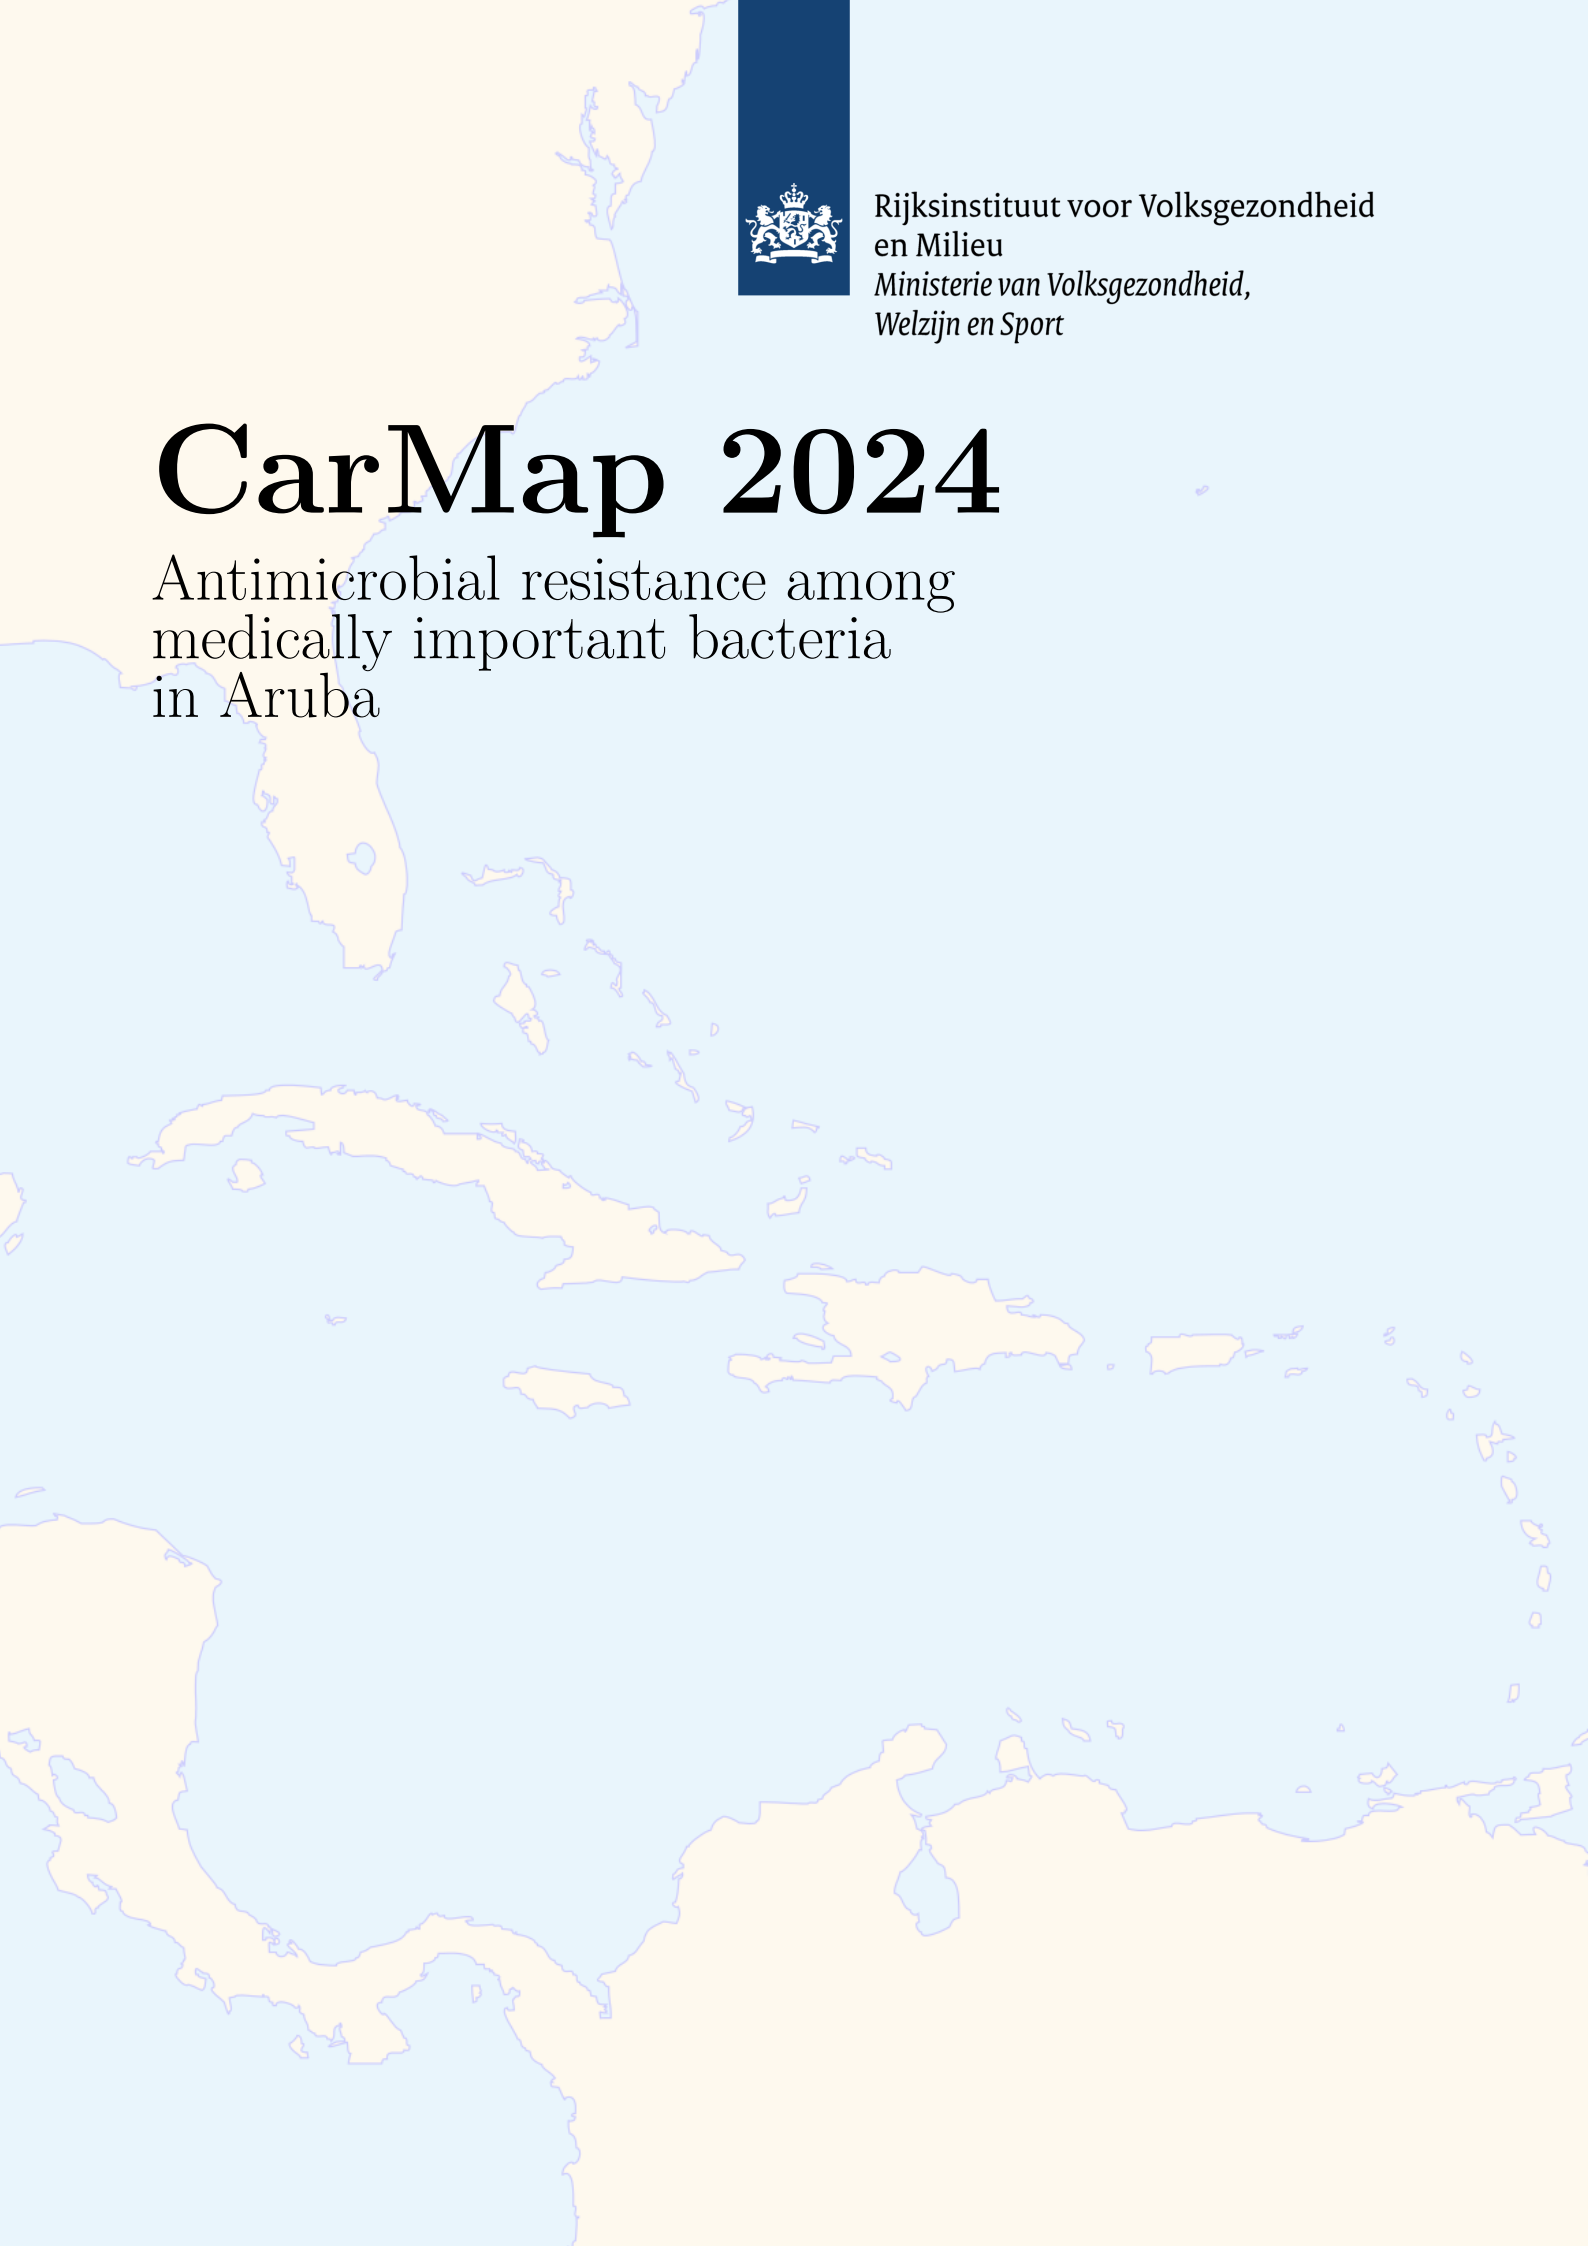 Rijksinstituut voor Volksgezondheid
en Milieu
Ministerie van Volksgezondheid,
Welzijn en Sport
CarMap 2024
Antimicrobial resistance among
medically important bacteria
in Aruba